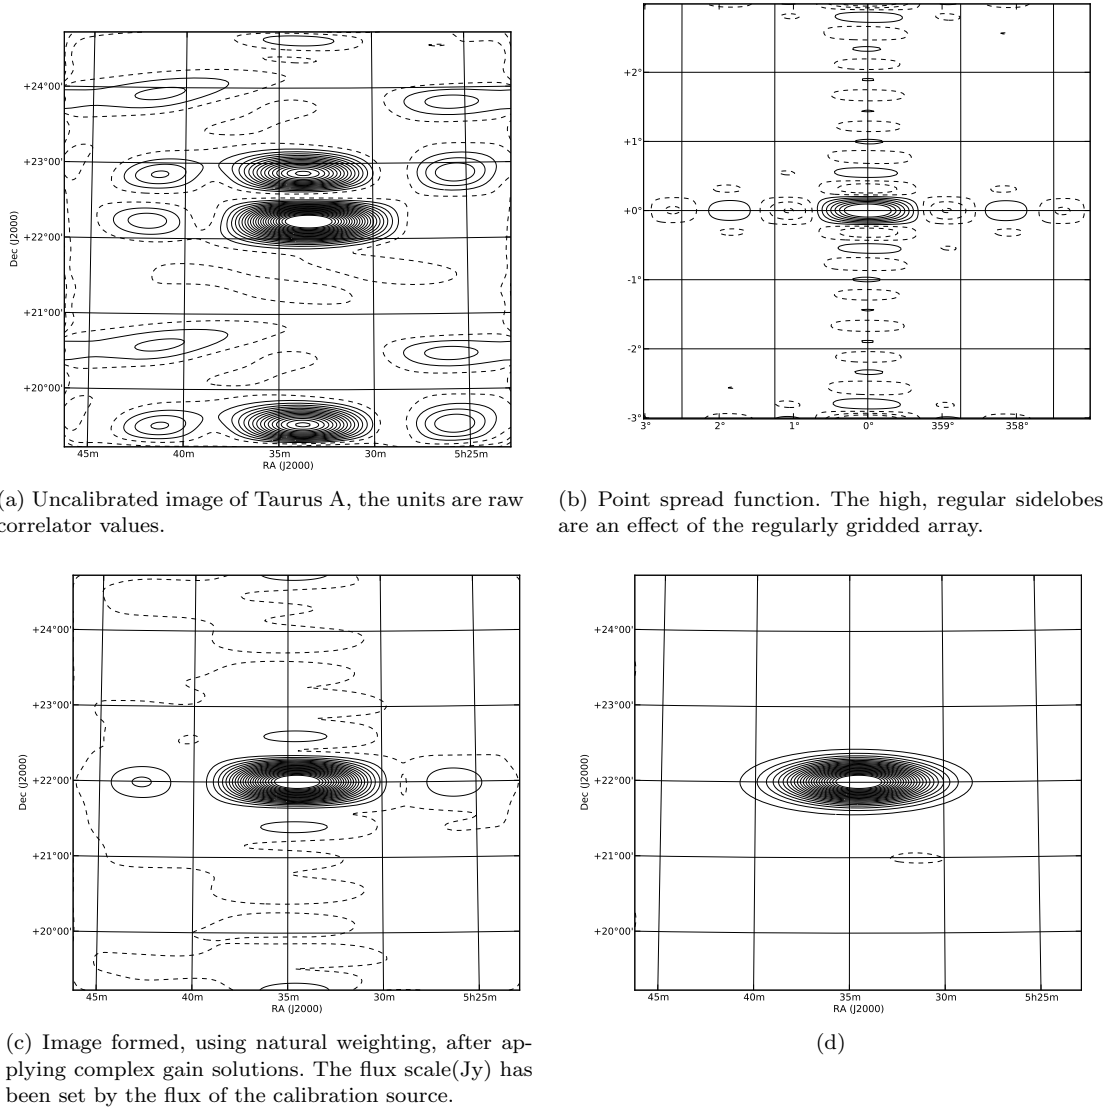 +24°00'
+23°00'
+22°00'
+21°00'
+20°00'
Dec (J2000)
45m 40m 35m 30m 5h25m
RA (J2000)
+2°
+1°
+0°
-1°
-2°
-3°
3° 2° 1° 0° 359° 358°
(a) Uncalibrated image of Taurus A, the units are raw
correlator values.
(b) Point spread function. The high, regular sidelobes
are an effect of the regularly gridded array.
+24°00'
+23°00'
+22°00'
+21°00'
+20°00'
Dec (J2000)
45m 40m 35m 30m 5h25m
RA (J2000)
+24°00'
+23°00'
+22°00'
+21°00'
+20°00'
Dec (J2000)
45m 40m 35m 30m 5h25m
RA (J2000)
(c) Image formed, using natural weighting, after ap-
plying complex gain solutions. The flux scale(Jy) has
been set by the flux of the calibration source.
(d)